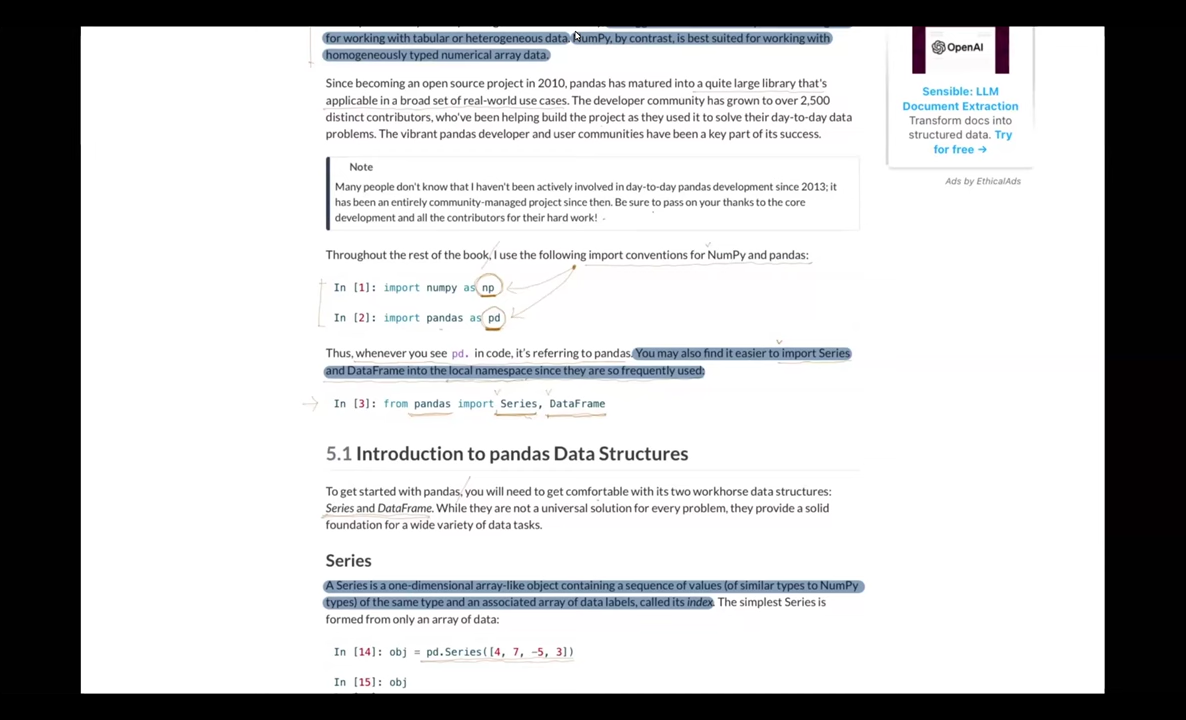 for working with tabular or heterogeneous data. NumPy, by contrast, is best suited for working with
homogeneously typed numerical array data.
Since becoming an open source project in 2010, pandas has matured into a quite large library that's
applicable in a broad set of real-world use cases. The developer community has grown to over 2,500
distinct contributors, who've been helping build the project as they used it to solve their day-to-day data
problems. The vibrant pandas developer and user communities have been a key part of its success.
Note
Many people don't know that I haven't been actively involved in day-to-day pandas development since 2013; it
has been an entirely community-managed project since then. Be sure to pass on your thanks to the core
development and all the contributors for their hard work!
Throughout the rest of the book, I use the following import conventions for NumPy and pandas:
In [1]: import numpy as np
In [2]: import pandas as pd
Thus, whenever you see pd. in code, it's referring to pandas. You may also find it easier to import Series
and DataFrame into the local namespace since they are so frequently used:
In [3]: from pandas import Series, DataFrame
5.1 Introduction to pandas Data Structures
To get started with pandas, you will need to get comfortable with its two workhorse data structures:
Series and DataFrame. While they are not a universal solution for every problem, they provide a solid
foundation for a wide variety of data tasks.
Series
A Series is a one-dimensional array-like object containing a sequence of values (of similar types to NumPy
types) of the same type and an associated array of data labels, called its index. The simplest Series is
formed from only an array of data:
In [14]: obj = pd.Series([4, 7, -5, 3])
In [15]: obj
OpenAI
Sensible: LLM
Document Extraction
Transform docs into
structured data. Try
for free →
Ads by EthicalAds